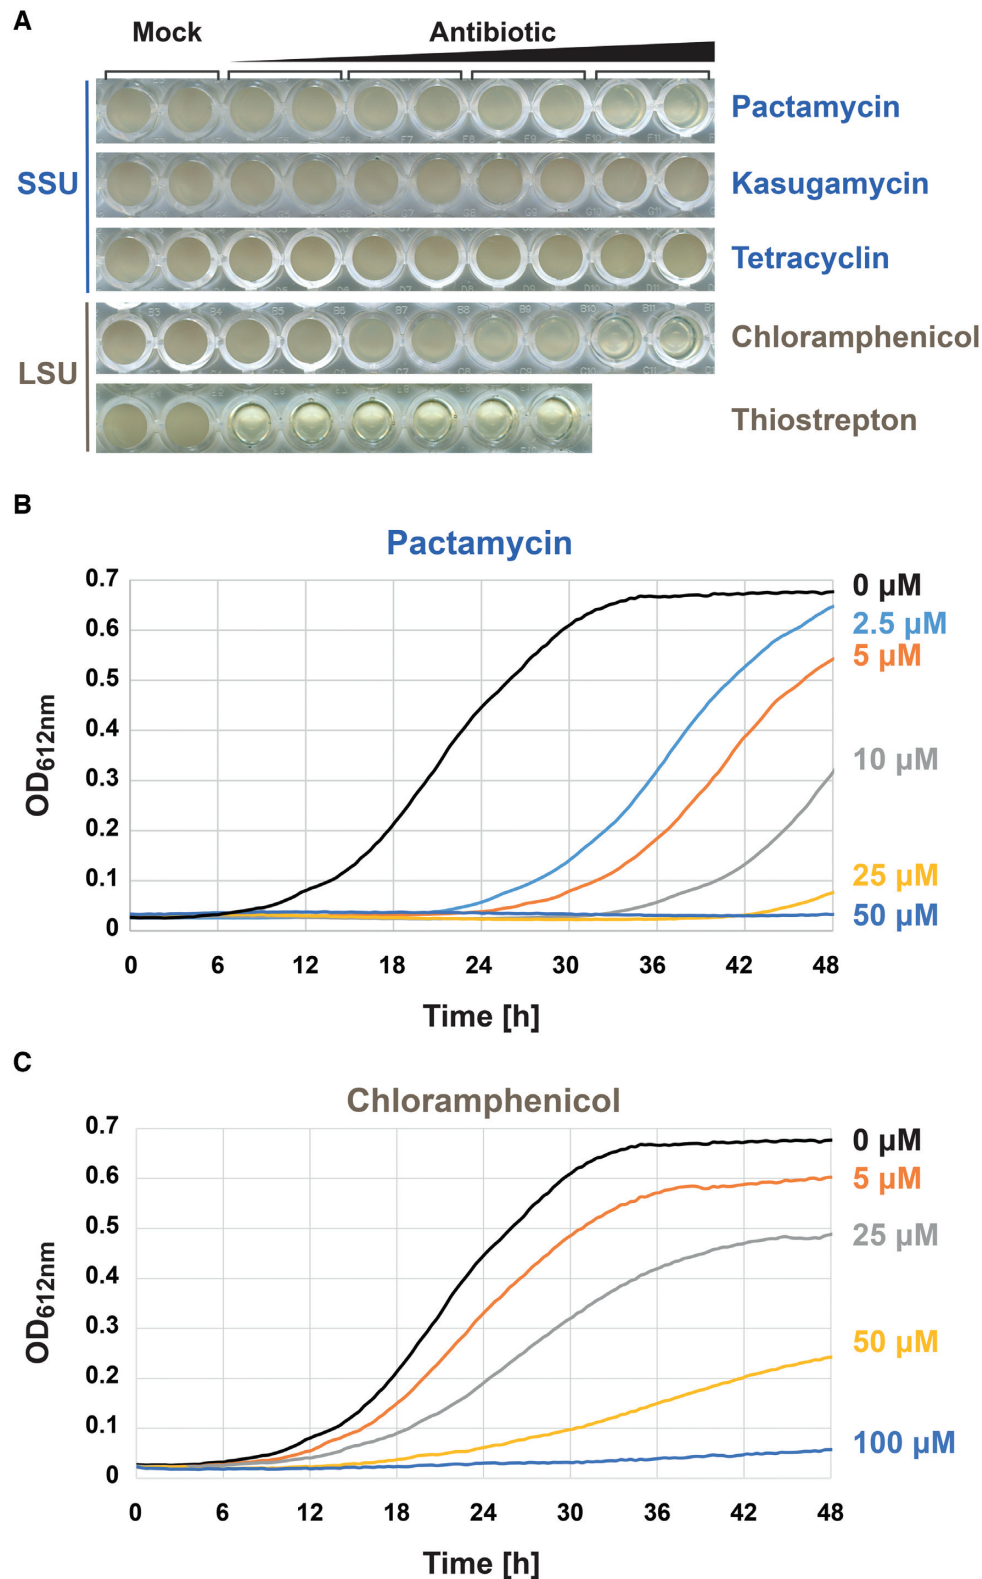 A
Mock Antibiotic
SSU
Pactamycin
Kasugamycin
Tetracyclin
LSU
Chloramphenicol
Thiostrepton
B
Pactamycin
OD612nm
0.7
0.6
0.5
0.4
0.3
0.2
0.1
0
0 µM
2.5 µM
5 µM
10 µM
25 µM
50 µM
0 6 12 18 24 30 36 42 48
Time [h]
C
Chloramphenicol
OD612nm
0.7
0.6
0.5
0.4
0.3
0.2
0.1
0
0 µM
5 µM
25 µM
50 µM
100 µM
0 6 12 18 24 30 36 42 48
Time [h]